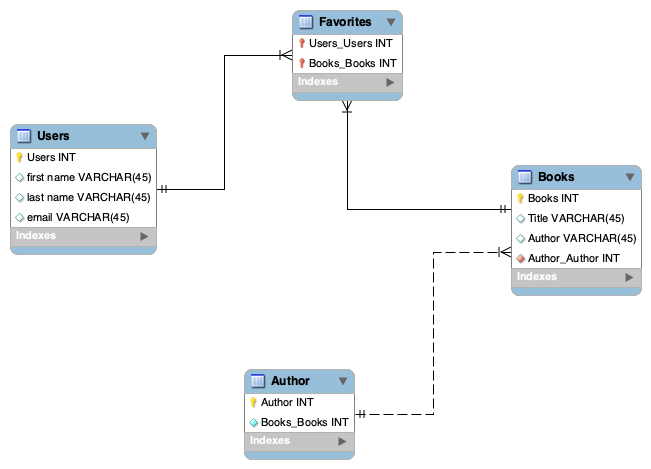 Favorites
Users_Users INT
Books_Books INT
Indexes
Users
Users INT
first name VARCHAR(45)
last name VARCHAR(45)
email VARCHAR(45)
Indexes
Books
Books INT
Title VARCHAR(45)
Author VARCHAR(45)
Author_Author INT
Indexes
Author
Author INT
Books_Books INT
Indexes